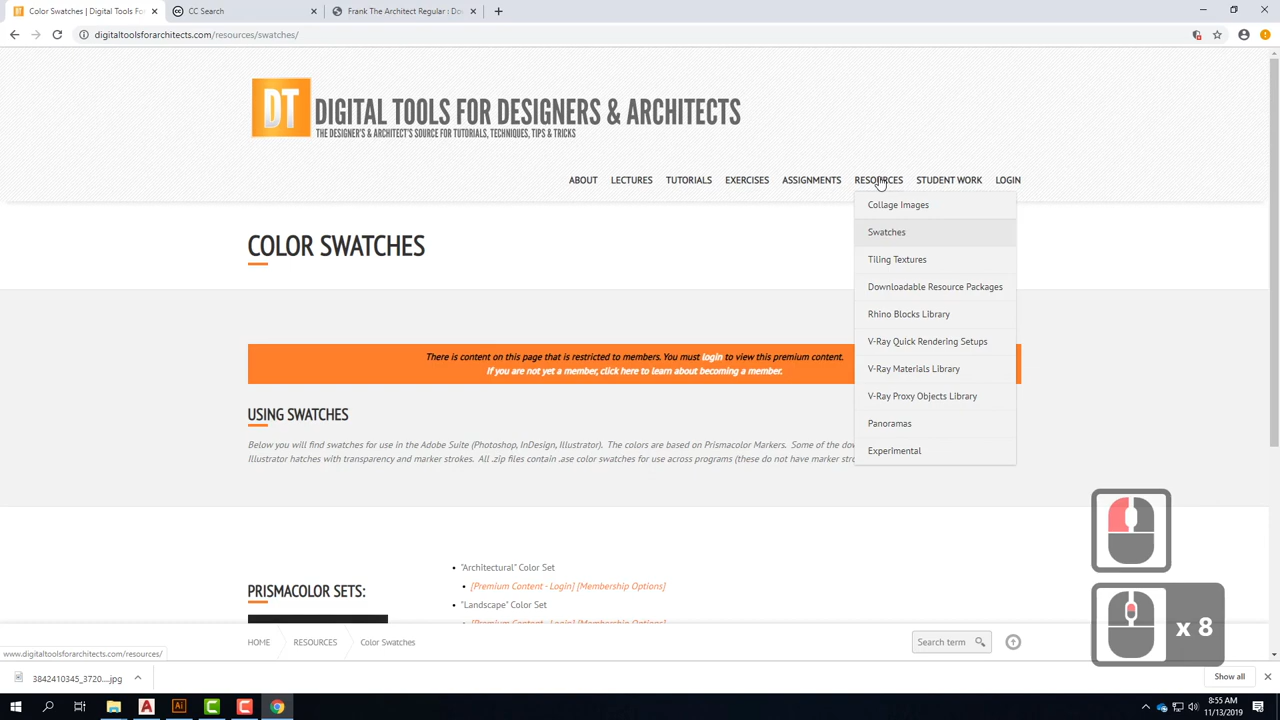 Color Swatches | Digital Tools For
CC Search
Frank The Architect Regular : Do
digitaltoolsforarchitects.com/resources/swatches/
DT DIGITAL TOOLS FOR DESIGNERS & ARCHITECTS
THE DESIGNER'S & ARCHITECT'S SOURCE FOR TUTORIALS, TECHNIQUES, TIPS & TRICKS
ABOUT LECTURES TUTORIALS EXERCISES ASSIGNMENTS RESOURCES STUDENT WORK LOGIN
Collage Images
Swatches
Tiling Textures
Downloadable Resource Packages
Rhino Blocks Library
V-Ray Quick Rendering Setups
V-Ray Materials Library
V-Ray Proxy Objects Library
Panoramas
Experimental
COLOR SWATCHES
There is content on this page that is restricted to members. You must login to view this premium content.
If you are not yet a member, click here to learn about becoming a member.
USING SWATCHES
Below you will find swatches for use in the Adobe Suite (Photoshop, InDesign, Illustrator). The colors are based on Prismacolor Markers. Some of the
Illustrator hatches with transparency and marker strokes. All .zip files contain .ase color swatches for use across programs (these do not have marker
PRISMACOLOR SETS:
• "Architectural" Color Set
• [Premium Content - Login] [Membership Options]
• "Landscape" Color Set
• [Premium Content - Login] [Membership Options]
x 8
HOME RESOURCES Color Swatches
Search term
www.digitaltoolsforarchitects.com/resources/
3842410345_3720....jpg
Show all
8:55 AM
11/13/2019